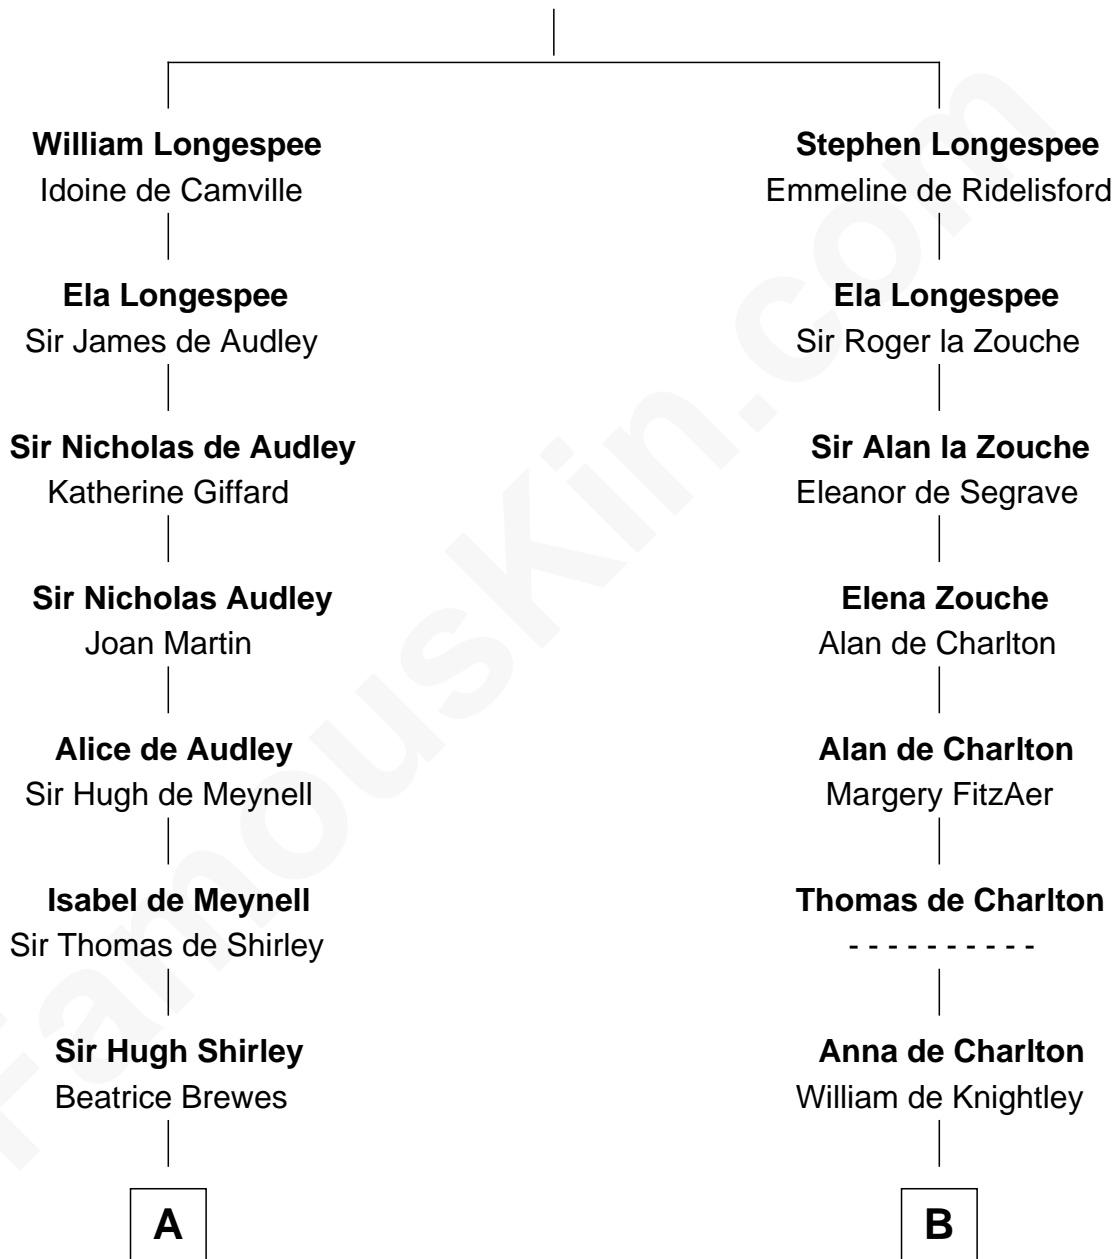 William Longespee
Idoine de Camville
Ela Longespee
Sir James de Audley
Sir Nicholas de Audley
Katherine Giffard
Sir Nicholas Audley
Joan Martin
Alice de Audley
Sir Hugh de Meynell
Isabel de Meynell
Sir Thomas de Shirley
Sir Hugh Shirley
Beatrice Brewes
A
Stephen Longespee
Emmeline de Ridelisford
Ela Longespee
Sir Roger la Zouche
Sir Alan la Zouche
Eleanor de Segrave
Elena Zouche
Alan de Charlton
Alan de Charlton
Margery FitzAer
Thomas de Charlton
- - - - - - - - - -
Anna de Charlton
William de Knightley
B
FamousKin.com